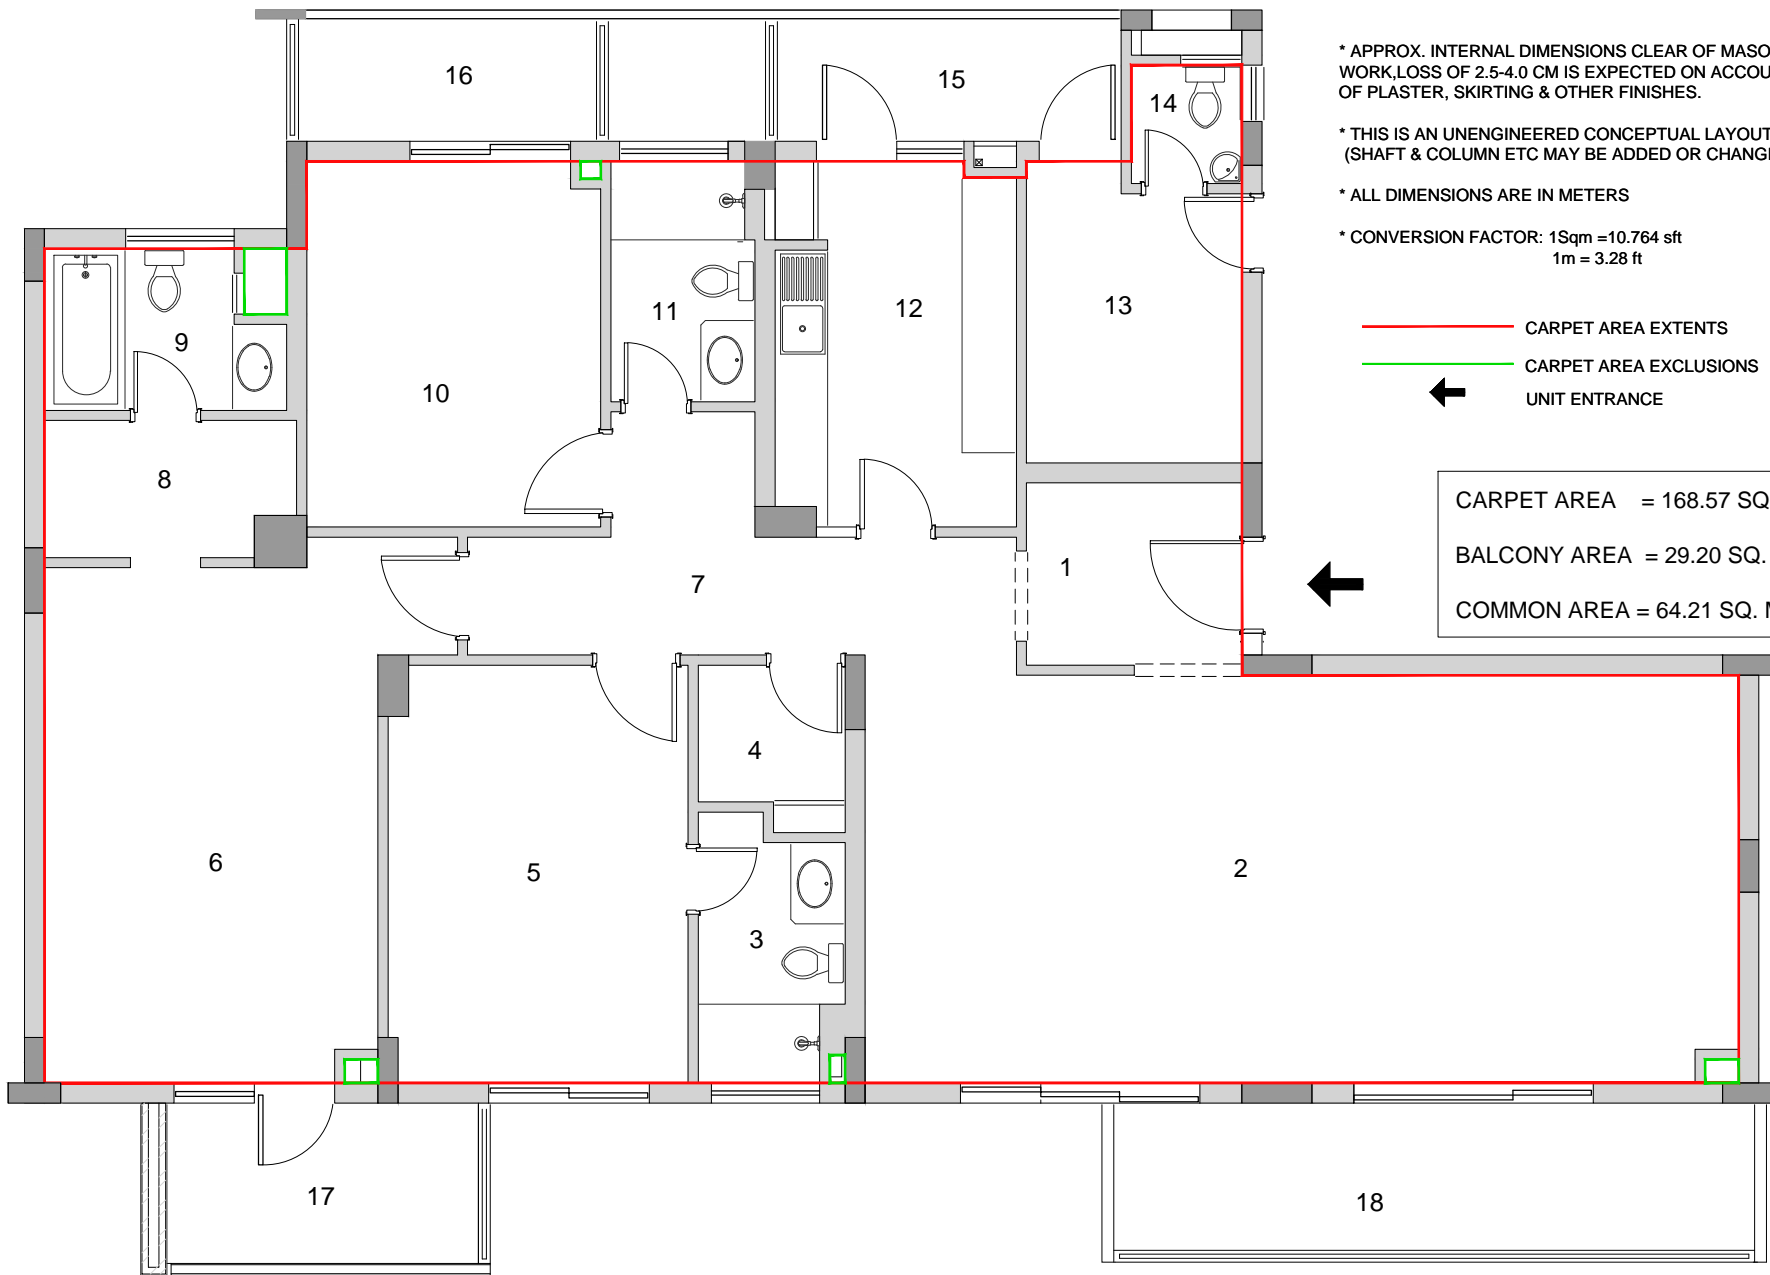 * APPROX. INTERNAL DIMENSIONS CLEAR OF
WORK,LOSS OF 2.5-4.0 CM IS EXPECTED ON
OF PLASTER, SKIRTING & OTHER FINISHES.
* THIS IS AN UNENGINEERED CONCEPTUAL LAYOUT
(SHAFT & COLUMN ETC MAY BE ADDED OR
* ALL DIMENSIONS ARE IN METERS
* CONVERSION FACTOR: 1Sqm =10.764 sft
1m = 3.28 ft
CARPET AREA EXTENTS
CARPET AREA EXCLUSIONS
UNIT ENTRANCE
CARPET AREA = 168.57 SQ
BALCONY AREA = 29.20 SQ.
COMMON AREA = 64.21 SQ.
16
15
14
13
12
11
10
9
8
7
1
4
6
5
2
3
17
18